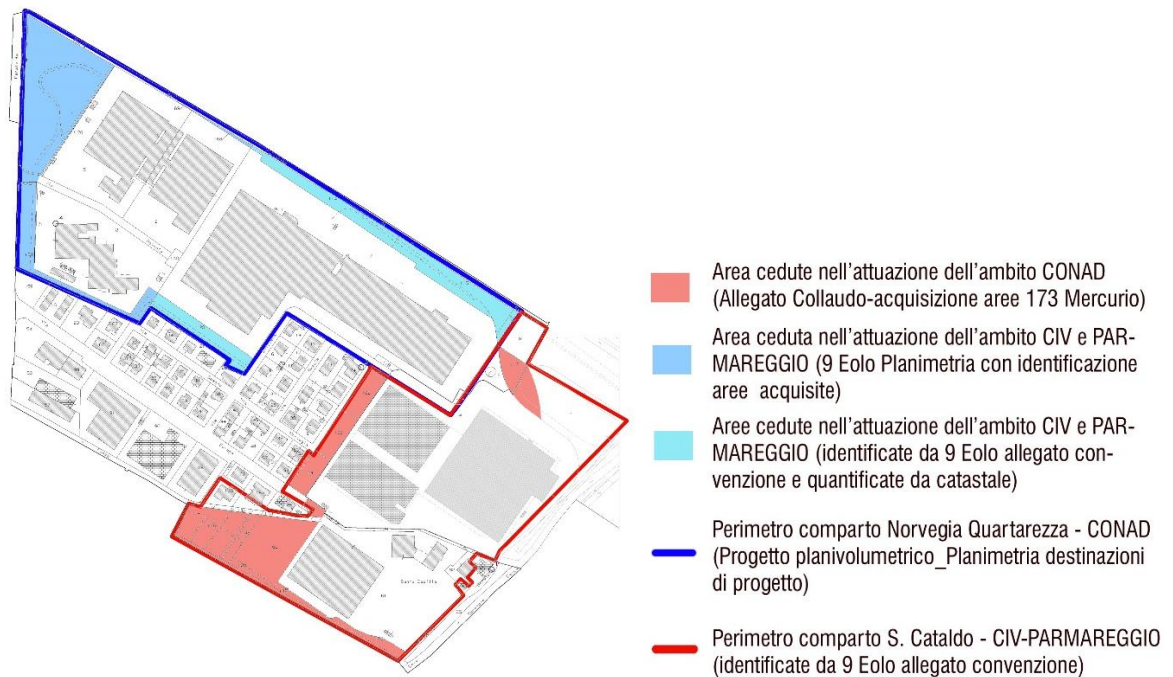 Area cedute nell'attuazione dell'ambito CONAD
(Allegato Collaudo-acquisizione aree 173 Mercurio)
Area ceduta nell'attuazione dell'ambito CIV e PAR-
MAREGGIO (9 Eolo Planimetria con identificazione
aree acquisite)
Aree cedute nell'attuazione dell'ambito CIV e PAR-
MAREGGIO (identificate da 9 Eolo allegato con-
venzione e quantificate da catastale)
Perimetro comparto Norvegia Quartarezza - CONAD
(Progetto planivolumetrico_Planimetria destinazioni
di progetto)
Perimetro comparto S. Cataldo - CIV-PARMAREGGIO
(identificate da 9 Eolo allegato convenzione)